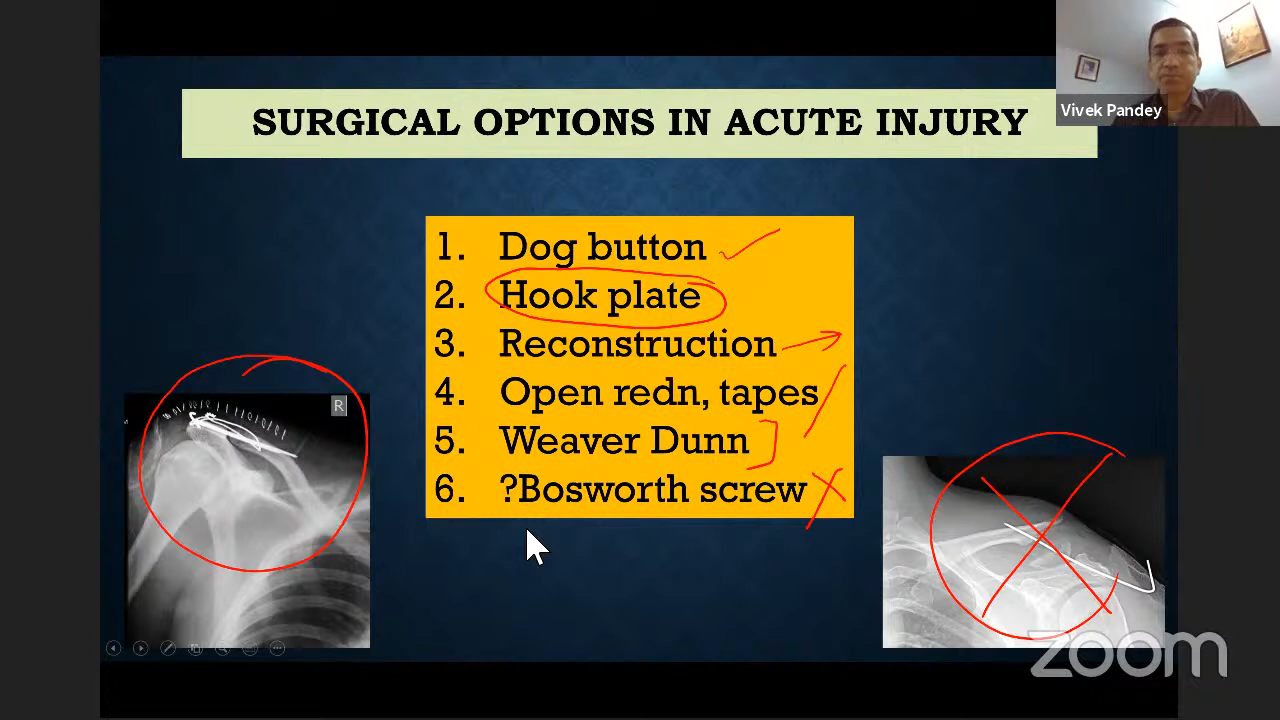 Vivek Pandey
SURGICAL OPTIONS IN ACUTE INJURY
1. Dog button
2. Hook plate
3. Reconstruction
4. Open redn, tapes
5. Weaver Dunn
6. ?Bosworth screw
R
zoom